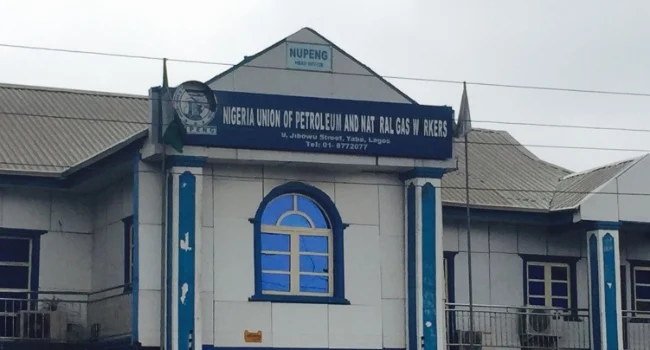 NUPENG
HEAD OFFICE
NIGERIA UNION OF PETROLEUM AND NAT RAL GAS W RKERS
9, Jibowu Street, Yaba, Lagos
Tel: 01- 8772077